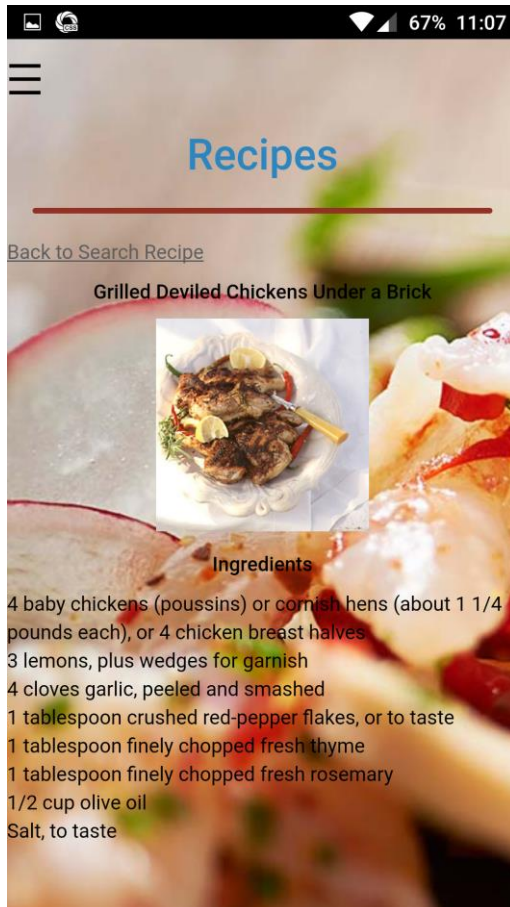 67% 11:07
Recipes
Back to Search Recipe
Grilled Deviled Chickens Under a Brick
Ingredients
4 baby chickens (poussins) or cornish hens (about 1 1/4
pounds each), or 4 chicken breast halves
3 lemons, plus wedges for garnish
4 cloves garlic, peeled and smashed
1 tablespoon crushed red-pepper flakes, or to taste
1 tablespoon finely chopped fresh thyme
1 tablespoon finely chopped fresh rosemary
1/2 cup olive oil
Salt, to taste